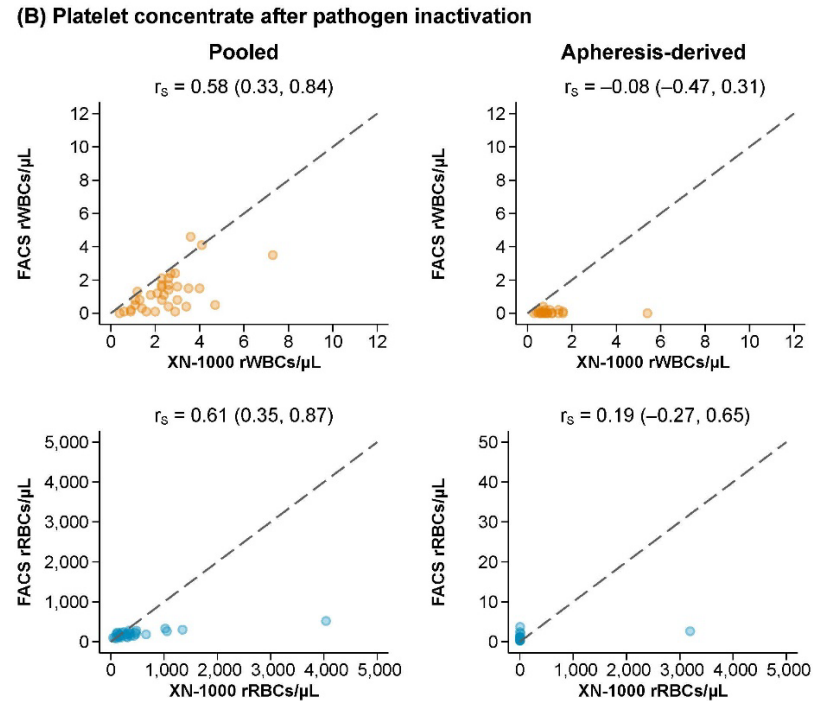 (B) Platelet concentrate after pathogen inactivation
Pooled
Apheresis-derived
rS = 0.58 (0.33, 0.84)
rS = –0.08 (–0.47, 0.31)
FACS rWBCs/µL
12
10
8
6
4
2
0
0 2 4 6 8 10 12
XN-1000 rWBCs/µL
FACS rWBCs/µL
12
10
8
6
4
2
0
0 2 4 6 8 10 12
XN-1000 rWBCs/µL
rS = 0.61 (0.35, 0.87)
rS = 0.19 (–0.27, 0.65)
FACS rRBCs/µL
5,000
4,000
3,000
2,000
1,000
0
0 1,000 2,000 3,000 4,000 5,000
XN-1000 rRBCs/µL
FACS rRBCs/µL
50
40
30
20
10
0
0 1,000 2,000 3,000 4,000 5,000
XN-1000 rRBCs/µL